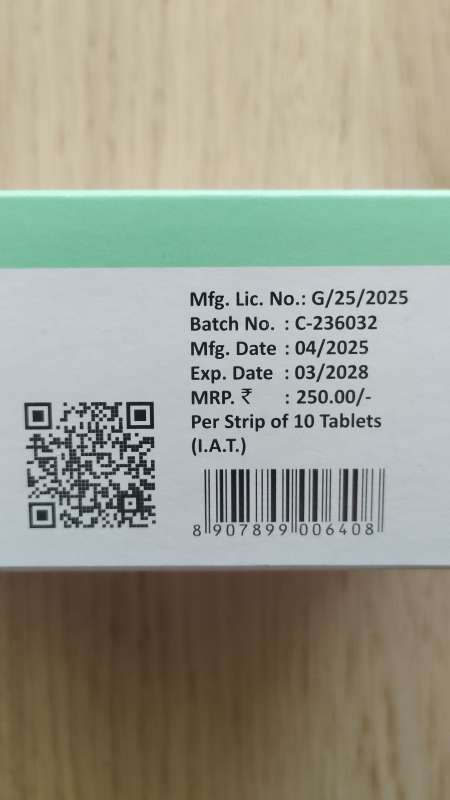 Mfg. Lic. No.: G/25/2025
Batch No. : C-236032
Mfg. Date : 04/2025
Exp. Date : 03/2028
MRP. ₹ : 250.00/-
Per Strip of 10 Tablets
(I.A.T.)
8 907899 006408